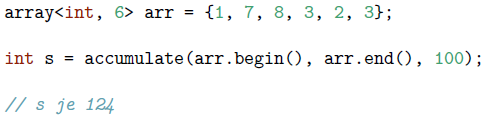 array<int, 6> arr = {1, 7, 8, 3, 2, 3};
int s = accumulate(arr.begin(), arr.end(), 100);
// s je 124